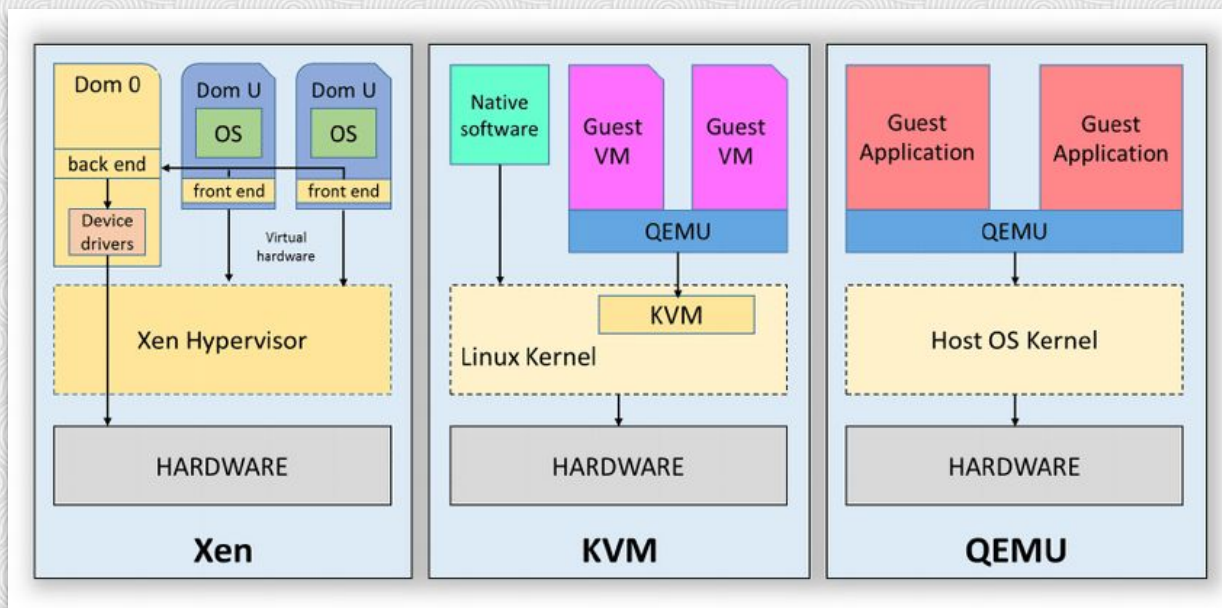 Dom 0
back end
Device
drivers
Dom U
OS
front end
Dom U
OS
front end
Virtual
hardware
Xen Hypervisor
HARDWARE
Xen
Native
software
Guest
VM
Guest
VM
QEMU
KVM
Linux Kernel
HARDWARE
KVM
Guest
Application
Guest
Application
QEMU
Host OS Kernel
HARDWARE
QEMU